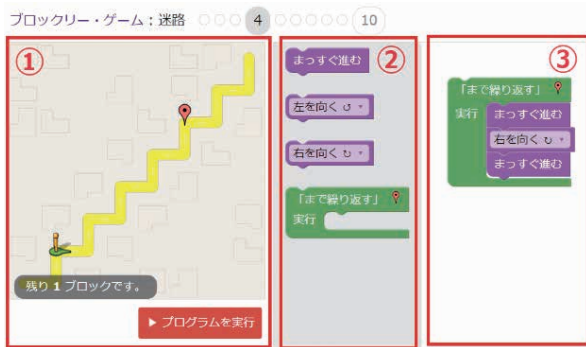 ブロックリー・ゲーム：迷路 4 10
①
残り 1 ブロックです。
▶ プログラムを実行
②
まっすぐ進む
左を向く ↺ ▾
右を向く ↻ ▾
「まで繰り返す」
実行
③
「まで繰り返す」
実行 まっすぐ進む
右を向く ↻ ▾
まっすぐ進む